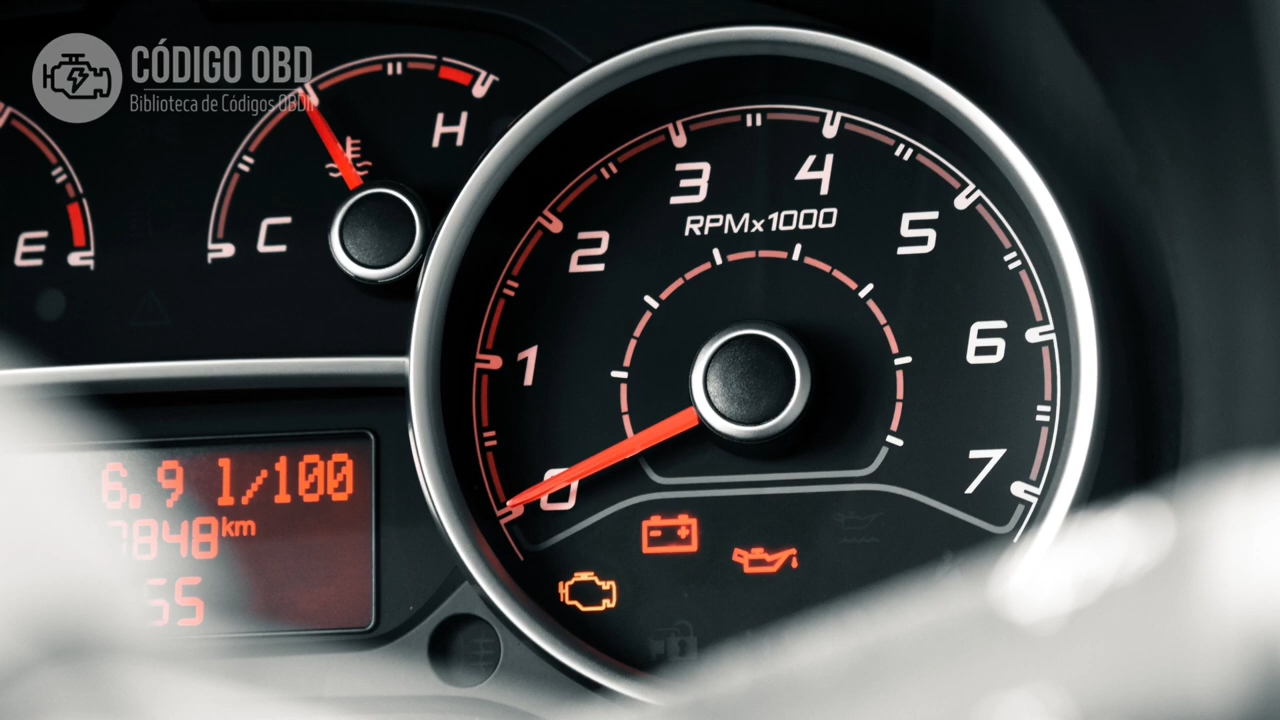 CÓDIGO OBD
Biblioteca de Códigos OBDII
E
C
H
0
1
2
3
4
5
6
7
RPMx1000
6.9 l/100
848km
55